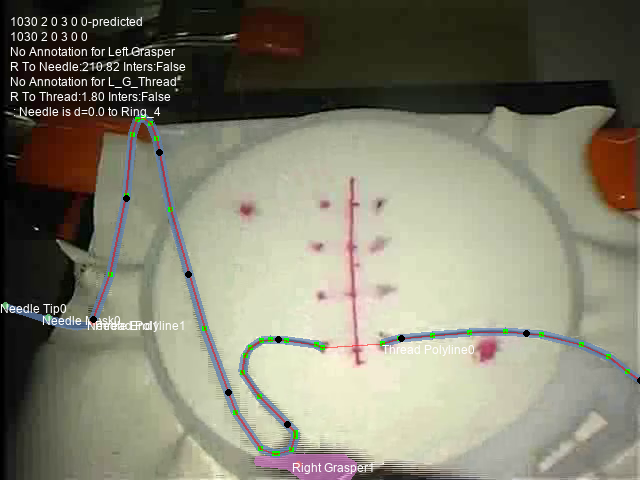 1030 2 0 3 0 0-predicted
1030 2 0 3 0 0
No Annotation for Left Grasper
R To Needle:210.82 Inters:False
No Annotation for L_G_Thread
R To Thread:1.80 Inters:False
: Needle is d=0.0 to Ring_4
Needle Tip0
Needle Mask0
Thread Polyline0
Right Grasper1